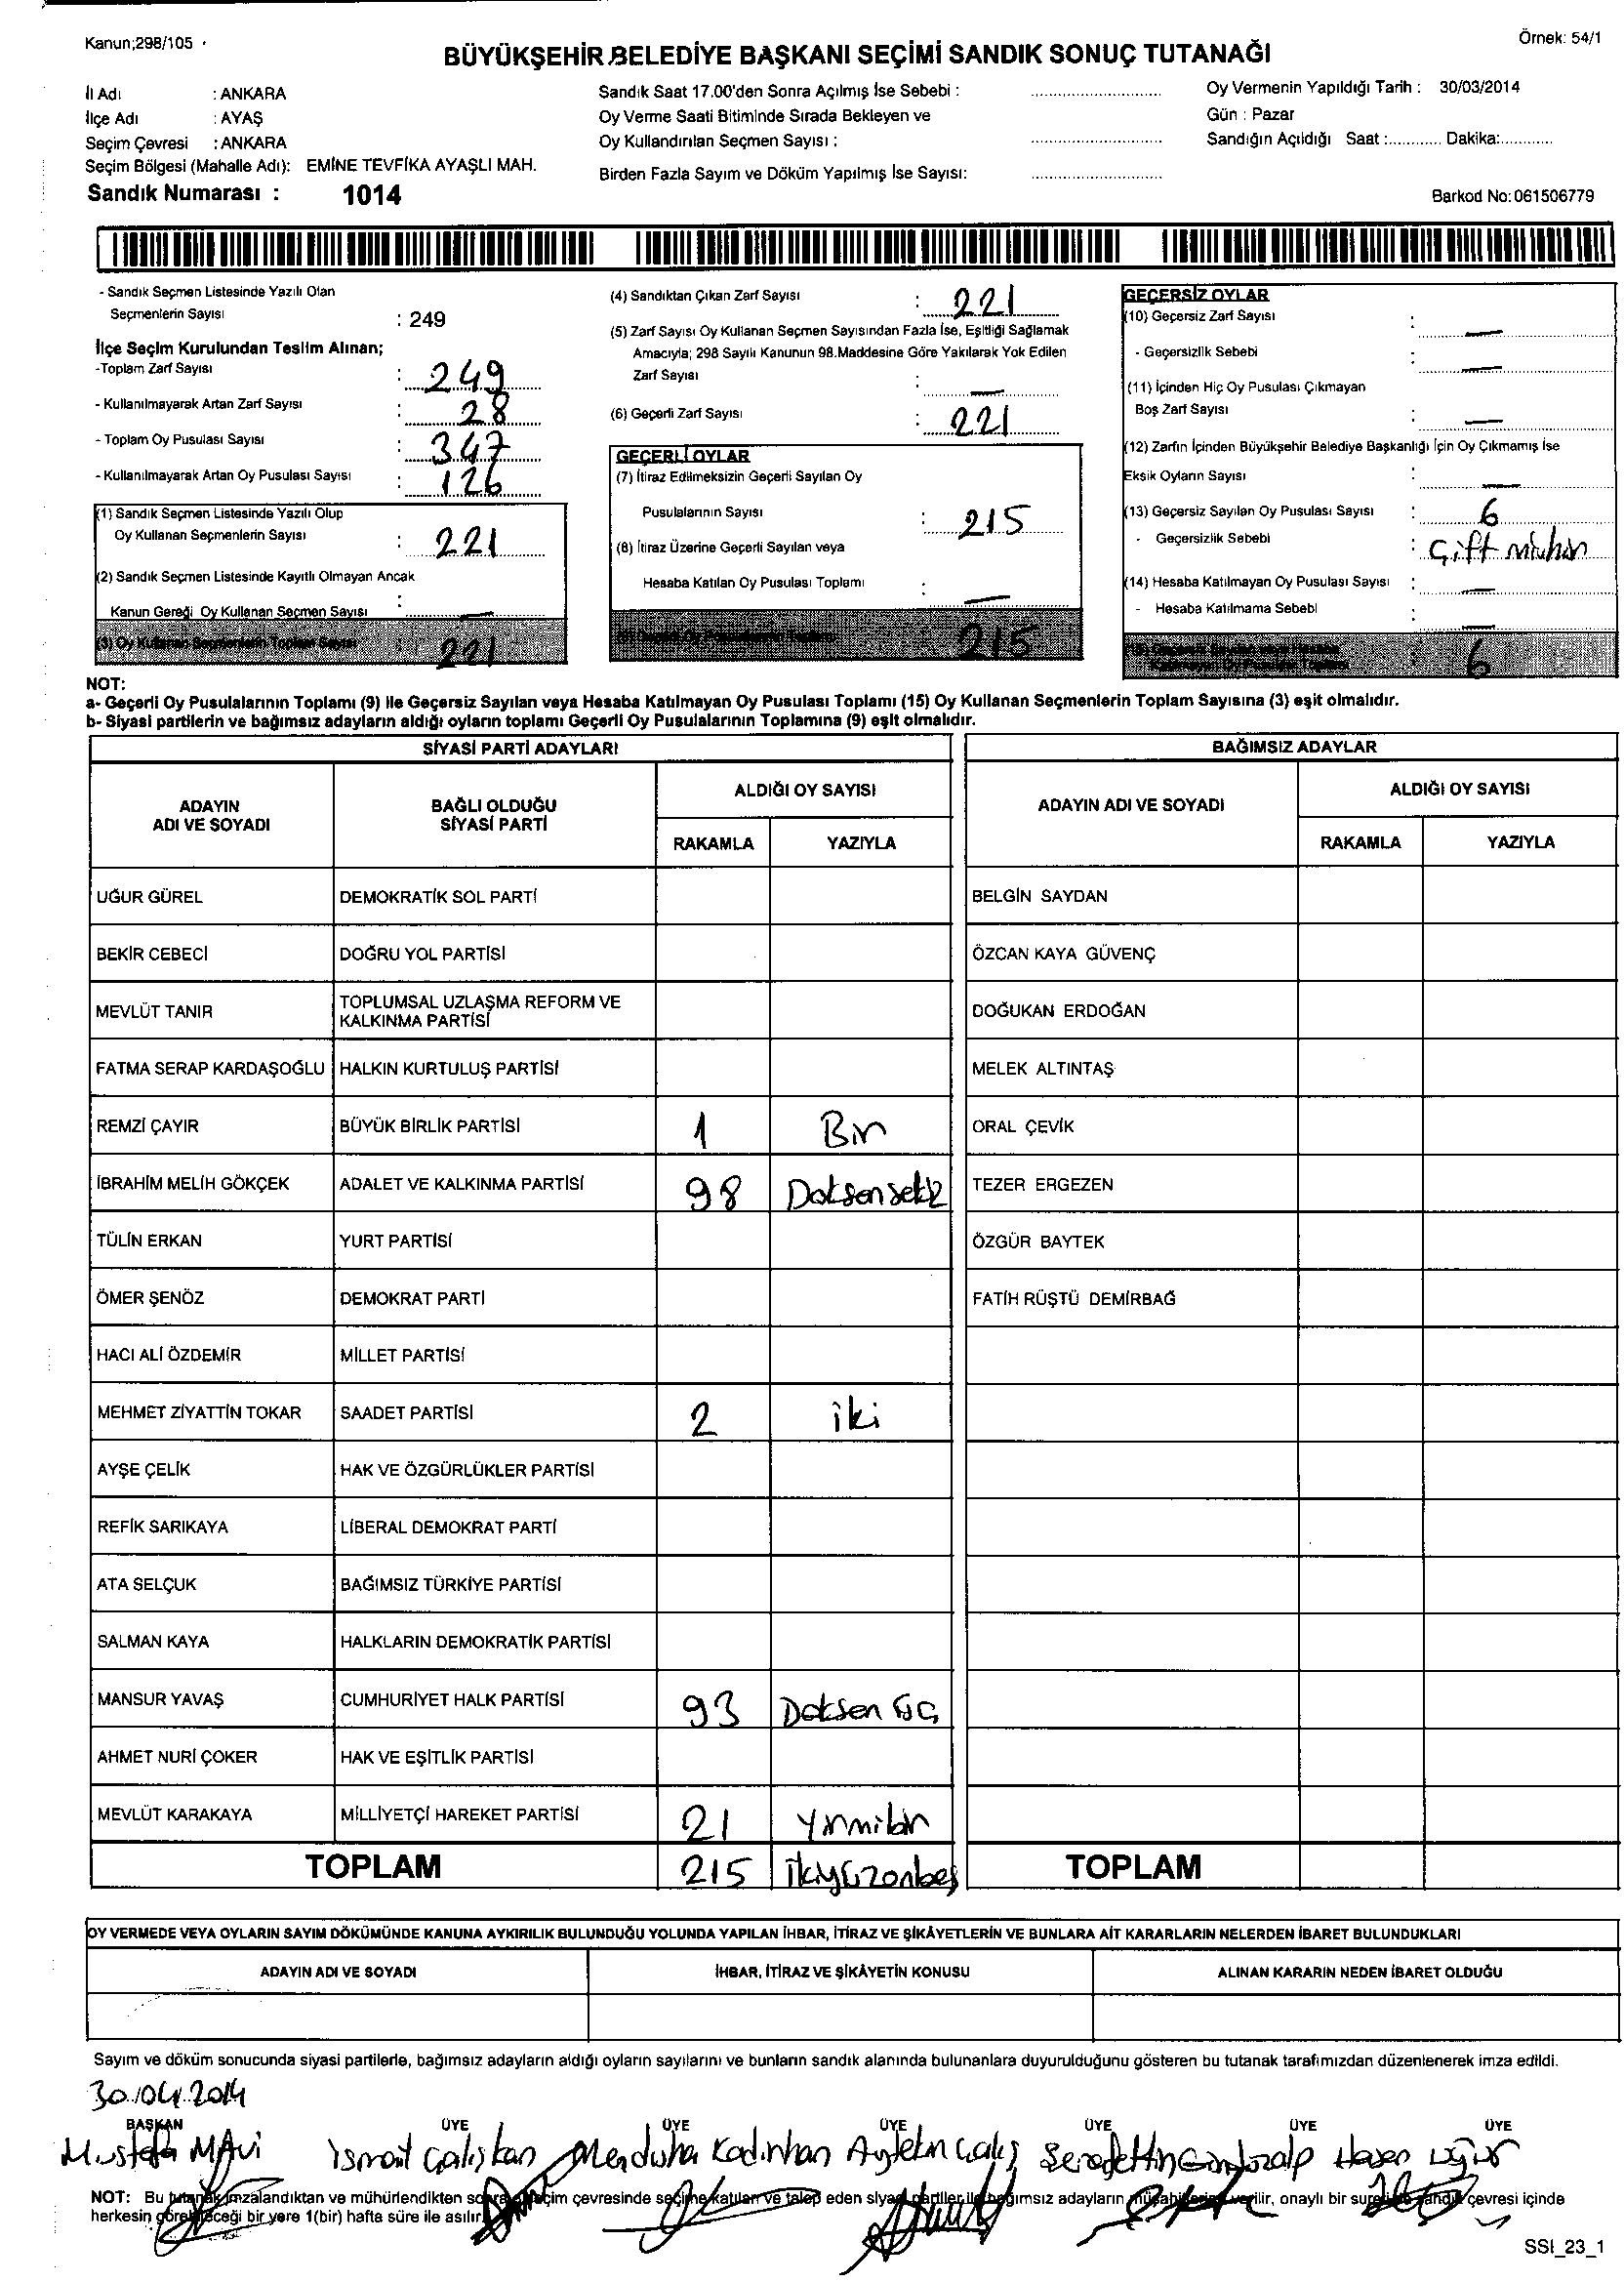 Kanun;298/105
Örnek: 54/1
BÜYÜKŞEHİR BELEDİYE BAŞKANI SEÇİMİ SANDIK SONUÇ TUTANAĞI
İl Adı : ANKARA
İlçe Adı : AYAŞ
Seçim Çevresi : ANKARA
Seçim Bölgesi (Mahalle Adı): EMİNE TEVFİKA AYAŞLI MAH.
Sandık Numarası : 1014
Sandık Saat 17.00'den Sonra Açılmış İse Sebebi :
Oy Verme Saati Bitiminde Sırada Bekleyen ve
Oy Kullandırılan Seçmen Sayısı :
Birden Fazla Sayım ve Döküm Yapılmış İse Sayısı:
Oy Vermenin Yapıldığı Tarih : 30/03/2014
Gün : Pazar
Sandığın Açıldığı Saat :............ Dakika:............
Barkod No:061506779
- Sandık Seçmen Listesinde Yazılı Olan
Seçmenlerin Sayısı : 249
İlçe Seçim Kurulundan Teslim Alınan;
-Toplam Zarf Sayısı : 249
- Kullanılmayarak Artan Zarf Sayısı : 28
- Toplam Oy Pusulası Sayısı : 347
- Kullanılmayarak Artan Oy Pusulası Sayısı : 126
(1) Sandık Seçmen Listesinde Yazılı Olup
Oy Kullanan Seçmenlerin Sayısı : 221
(2) Sandık Seçmen Listesinde Kayıtlı Olmayan Ancak
Kanun Gereği Oy Kullanan Seçmen Sayısı : —
(3) Oy Kullanan Seçmenlerin Toplam Sayısı : 221
(4) Sandıktan Çıkan Zarf Sayısı : 221
(5) Zarf Sayısı Oy Kullanan Seçmen Sayısından Fazla İse, Eşitliği Sağlamak
Amacıyla; 298 Sayılı Kanunun 98.Maddesine Göre Yakılarak Yok Edilen
Zarf Sayısı : —
(6) Geçerli Zarf Sayısı : 221
GEÇERLİ OYLAR
(7) İtiraz Edilmeksizin Geçerli Sayılan Oy
Pusulalarının Sayısı : 215
(8) İtiraz Üzerine Geçerli Sayılan veya
Hesaba Katılan Oy Pusulası Toplamı : —
(9) Geçerli Oy Pusulalarının Toplamı 215
GEÇERSİZ OYLAR
(10) Geçersiz Zarf Sayısı : —
- Geçersizlik Sebebi : —
(11) İçinden Hiç Oy Pusulası Çıkmayan
Boş Zarf Sayısı : —
(12) Zarfın İçinden Büyükşehir Belediye Başkanlığı İçin Oy Çıkmamış İse
Eksik Oyların Sayısı —
(13) Geçersiz Sayılan Oy Pusulası Sayısı : 6
- Geçersizlik Sebebi : Çift mühür
(14) Hesaba Katılmayan Oy Pusulası Sayısı : —
- Hesaba Katılmama Sebebi : —
(15) Geçersiz Sayılan veya Hesaba
Katılmayan Oy Pusulası Toplamı : 6
NOT:
a- Geçerli Oy Pusulalarının Toplamı (9) ile Geçersiz Sayılan veya Hesaba Katılmayan Oy Pusulası Toplamı (15) Oy Kullanan Seçmenlerin Toplam Sayısına (3) eşit olmalıdır.
b- Siyasi partilerin ve bağımsız adayların aldığı oyların toplamı Geçerli Oy Pusulalarının Toplamına (9) eşit olmalıdır.
SİYASİ PARTİ ADAYLARI
ADAYIN
ADI VE SOYADI
BAĞLI OLDUĞU
SİYASİ PARTİ
ALDIĞI OY SAYISI
RAKAMLA YAZIYLA
BAĞIMSIZ ADAYLAR
ADAYIN ADI VE SOYADI
ALDIĞI OY SAYISI
RAKAMLA YAZIYLA
UĞUR GÜREL DEMOKRATİK SOL PARTİ BELGİN SAYDAN
BEKİR CEBECİ DOĞRU YOL PARTİSİ ÖZCAN KAYA GÜVENÇ
MEVLÜT TANIR TOPLUMSAL UZLAŞMA REFORM VE
KALKINMA PARTİSİ DOĞUKAN ERDOĞAN
FATMA SERAP KARDAŞOĞLU HALKIN KURTULUŞ PARTİSİ MELEK ALTINTAŞ
REMZİ ÇAYIR BÜYÜK BİRLİK PARTİSİ 1 Bir ORAL ÇEVİK
İBRAHİM MELİH GÖKÇEK ADALET VE KALKINMA PARTİSİ 98 Doksansekiz TEZER ERGEZEN
TÜLİN ERKAN YURT PARTİSİ ÖZGÜR BAYTEK
ÖMER ŞENÖZ DEMOKRAT PARTİ FATİH RÜŞTÜ DEMİRBAĞ
HACI ALİ ÖZDEMİR MİLLET PARTİSİ
MEHMET ZİYATTİN TOKAR SAADET PARTİSİ 2 iki
AYŞE ÇELİK HAK VE ÖZGÜRLÜKLER PARTİSİ
REFİK SARIKAYA LİBERAL DEMOKRAT PARTİ
ATA SELÇUK BAĞIMSIZ TÜRKİYE PARTİSİ
SALMAN KAYA HALKLARIN DEMOKRATİK PARTİSİ
MANSUR YAVAŞ CUMHURİYET HALK PARTİSİ 93 Doksan üç
AHMET NURİ ÇOKER HAK VE EŞİTLİK PARTİSİ
MEVLÜT KARAKAYA MİLLİYETÇİ HAREKET PARTİSİ 21 Yirmibir
TOPLAM 215 İkiyüzonbeş TOPLAM
OY VERMEDE VEYA OYLARIN SAYIM DÖKÜMÜNDE KANUNA AYKIRILIK BULUNDUĞU YOLUNDA YAPILAN İHBAR, İTİRAZ VE ŞİKÂYETLERİN VE BUNLARA AİT KARARLARIN NELERDEN İBARET BULUNDUKLARI
ADAYIN ADI VE SOYADI İHBAR, İTİRAZ VE ŞİKÂYETİN KONUSU ALINAN KARARIN NEDEN İBARET OLDUĞU
Sayım ve döküm sonucunda siyasi partilerle, bağımsız adayların aldığı oyların sayılarını ve bunların sandık alanında bulunanlara duyurulduğunu gösteren bu tutanak tarafımızdan düzenlenerek imza edildi.
30.04.2014
BAŞKAN ÜYE ÜYE ÜYE ÜYE ÜYE ÜYE
Mustafa MAvi İsmail Çalışkan Menduha Kadınhan Aytekin Çalış Hasan Uğur
NOT: Bu tutanak imzalandıktan ve mühürlendikten sonra seçim çevresinde seçime katılan ve talep eden siyasi partiler ile bağımsız adayların müşahitlerine verilir, onaylı bir sureti de sandık çevresi içinde
herkesin görebileceği bir yere 1(bir) hafta süre ile asılır.
SSI_23_1